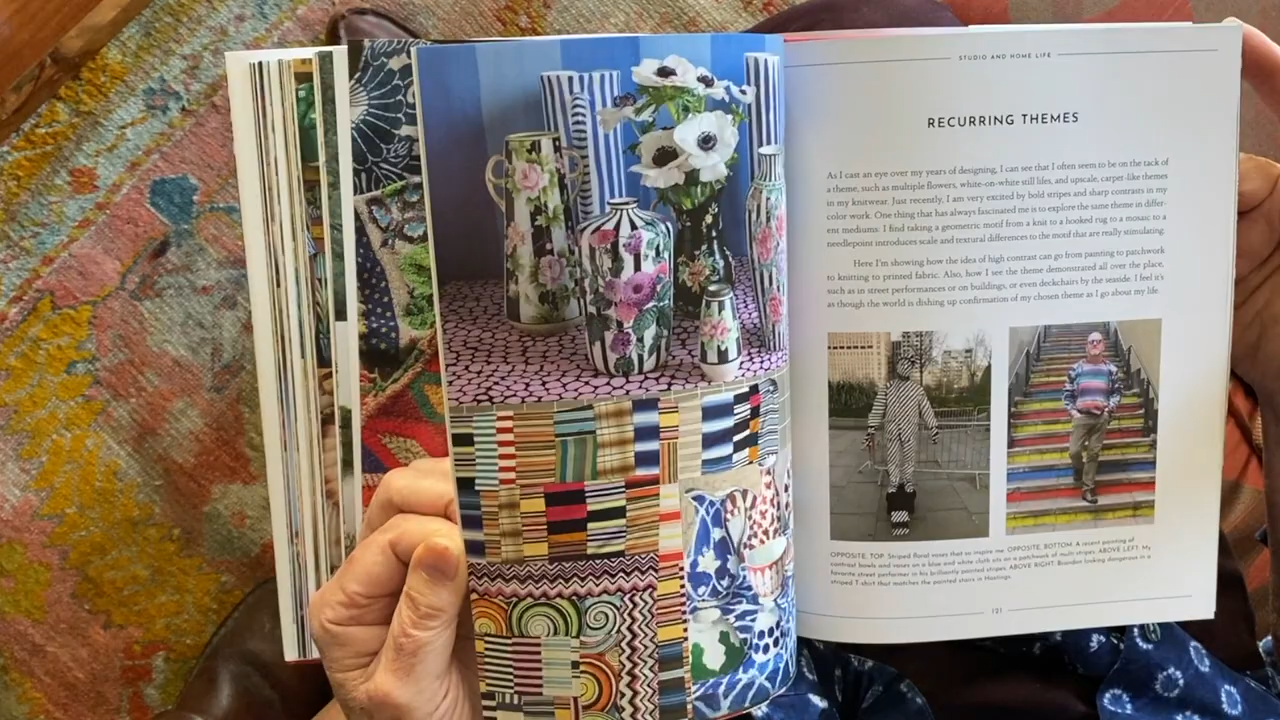 STUDIO AND HOME LIFE
RECURRING THEMES
As I cast an eye over my years of designing, I can see that I often seem to be on the tack of
a theme, such as multiple flowers, white-on-white still lifes, and upscale, carpet-like themes
in my knitwear. Just recently, I am very excited by bold stripes and sharp contrasts in my
color work. One thing that has always fascinated me is to explore the same theme in differ-
ent mediums: I find taking a geometric motif from a knit to a hooked rug to a mosaic to a
needlepoint introduces scale and textural differences to the motif that are really stimulating.
Here I'm showing how the idea of high contrast can go from painting to patchwork
to knitting to printed fabric. Also, how I see the theme demonstrated all over the place,
such as in street performances or on buildings, or even deckchairs by the seaside. I feel it's
as though the world is dishing up confirmation of my chosen theme as I go about my life.
OPPOSITE, TOP: Striped floral vases that so inspire me. OPPOSITE, BOTTOM: A recent painting of
contrast bowls and vases on a blue and white cloth sits on a patchwork of multi stripes. ABOVE LEFT: My
favorite street performer in his brilliantly painted stripes. ABOVE RIGHT: Brandon looking dangerous in a
striped T-shirt that matches the painted stairs in Hastings.
121